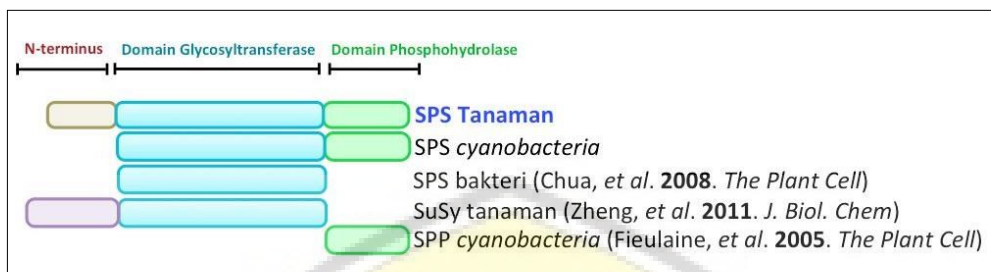 N-terminus Domain Glycosyltransferase Domain Phosphohydrolase
SPS Tanaman
SPS cyanobacteria
SPS bakteri (Chua, et al. 2008. The Plant Cell)
SuSy tanaman (Zheng, et al. 2011. J. Biol. Chem)
SPP cyanobacteria (Fieulaine, et al. 2005. The Plant Cell)